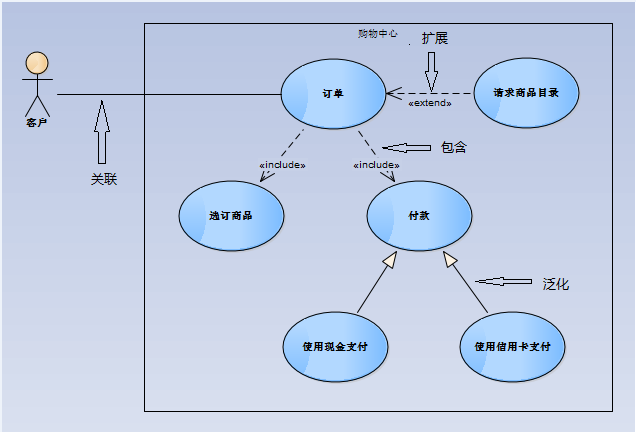 购物中心
扩展
订单
请求商品目录
«extend»
客户
关联
包含
«include»
«include»
选订商品
付款
泛化
使用现金支付
使用信用卡支付